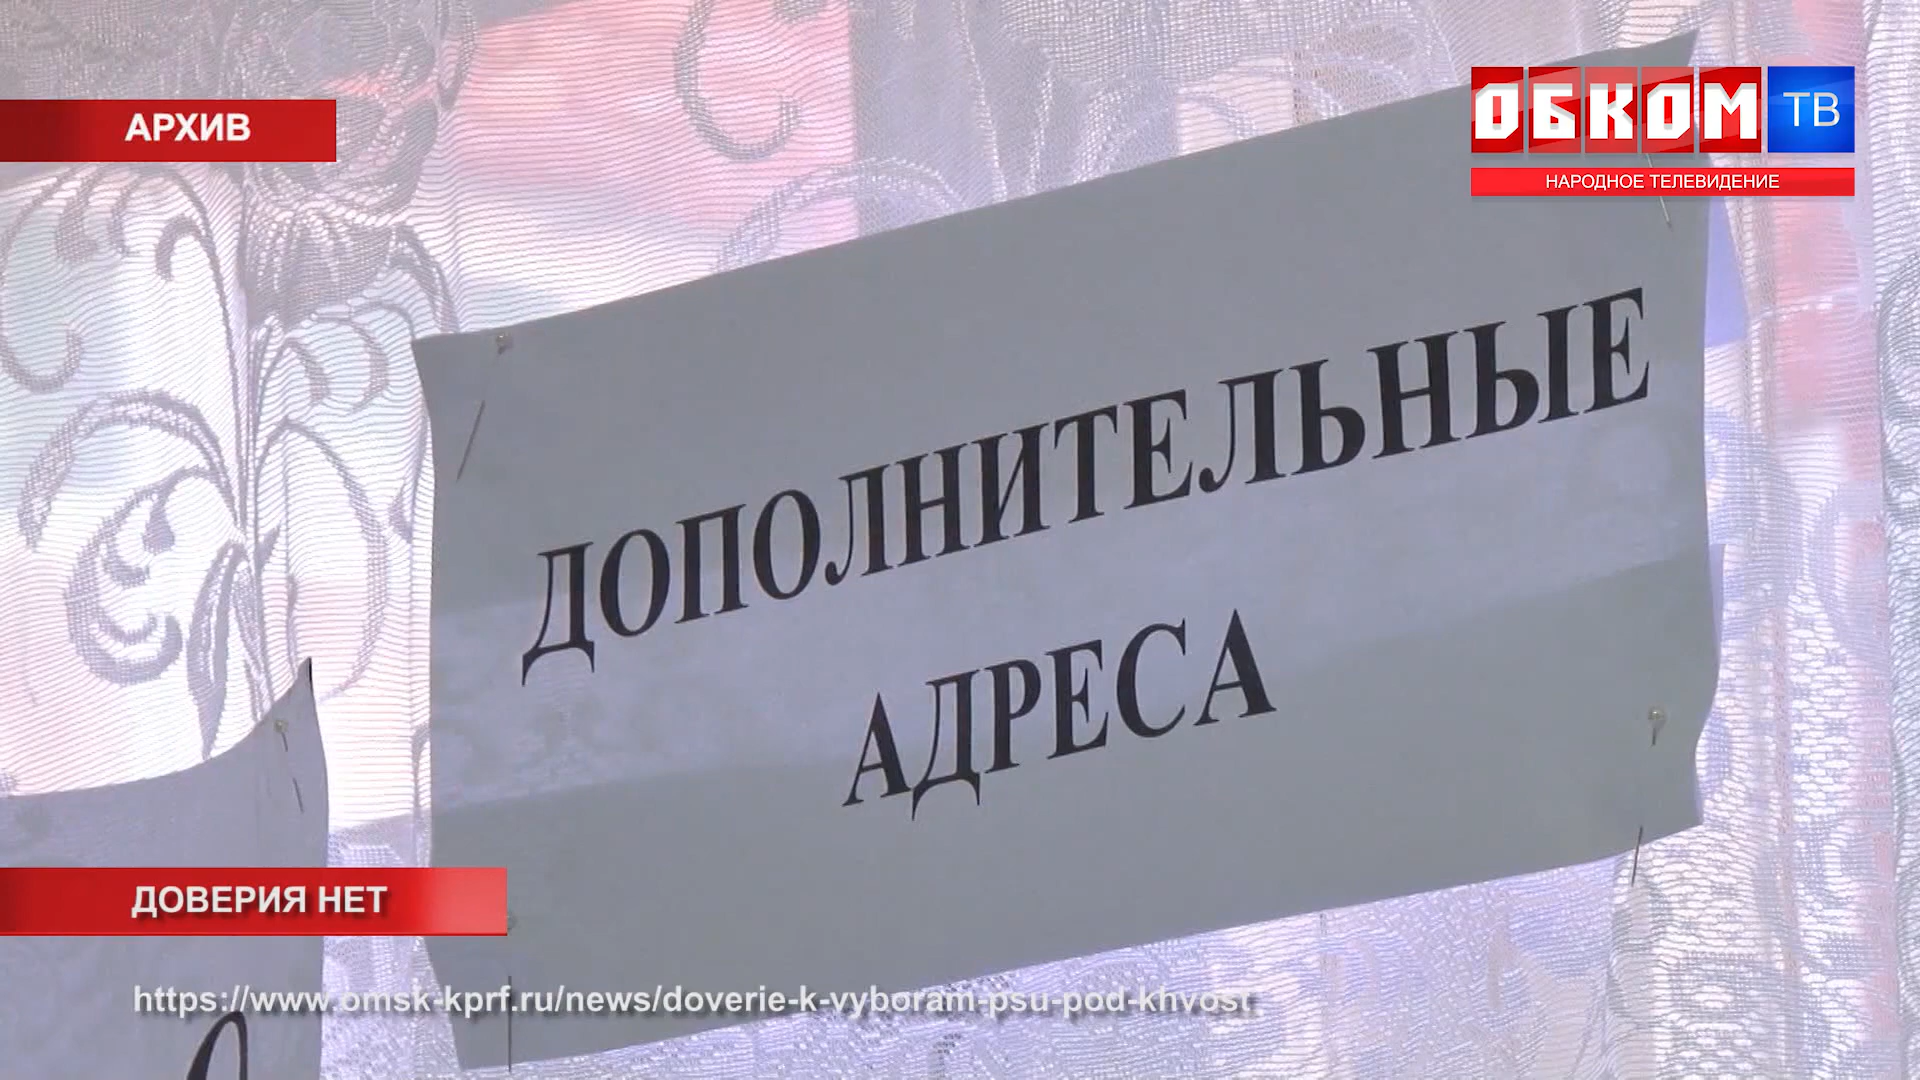 АРХИВ
ОБКОМ ТВ
НАРОДНОЕ ТЕЛЕВИДЕНИЕ
ДОПОЛНИТЕЛЬНЫЕ
АДРЕСА
ДОВЕРИЯ НЕТ
https://www.omsk-kprf.ru/news/doverie-k-vyboram-psu-pod-khvost